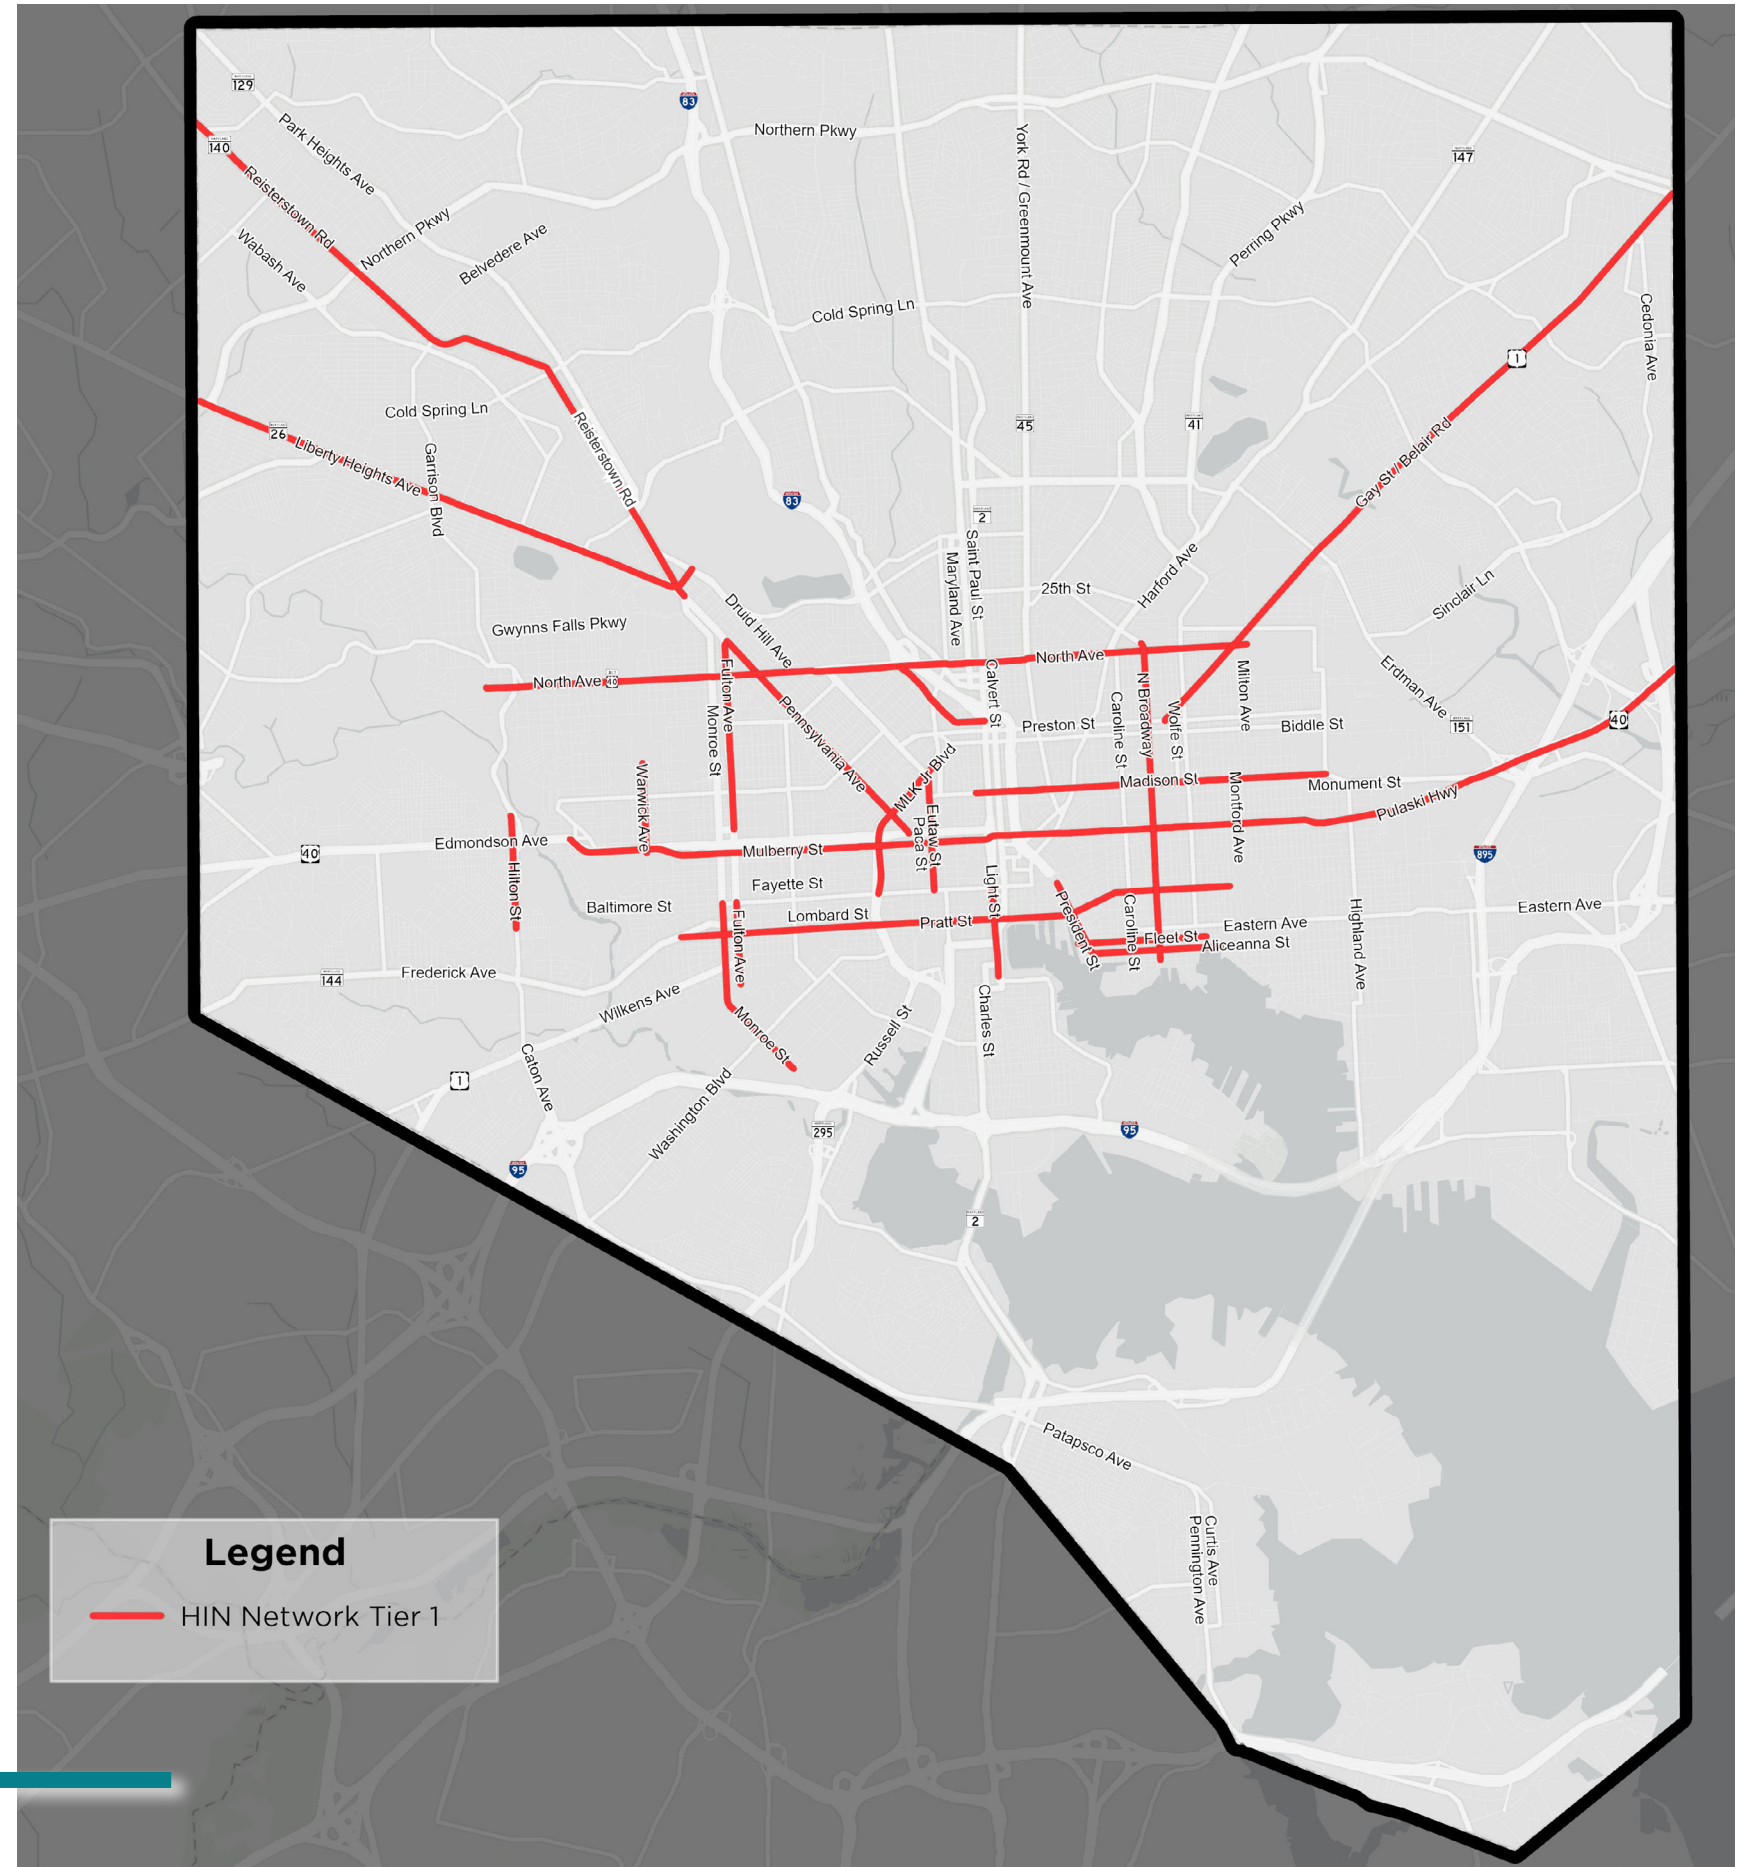 129
83
Northern Pkwy
140
Park Heights Ave
147
York Rd / Greenmount Ave
Reisterstown Rd
Northern Pkwy
Perring Pkwy
Wabash Ave
Belvedere Ave
Cold Spring Ln
Cedonia Ave
1
Cold Spring Ln
45
41
26
Liberty Heights Ave
Garrison Blvd
Reisterstown Rd
Gay St / Belair Rd
83
2
Saint Paul St
Maryland Ave
25th St
Harford Ave
Sinclair Ln
Druid Hill Ave
Gwynns Falls Pkwy
North Ave
40
Fulton Ave
Calvert St
North Ave
Milton Ave
Erdman Ave
Monroe St
Pennsylvania Ave
Preston St
Caroline St
N Broadway
Wolfe St
Biddle St
151
40
Warwick Ave
MLK Jr Blvd
Madison St
Montford Ave
Monument St
Pulaski Hwy
Edmondson Ave
40
Mulberry St
Eutaw St
Paca St
895
Hilton St
Fayette St
Light St
Baltimore St
Lombard St
Pratt St
President St
Caroline St
Highland Ave
Eastern Ave
Eastern Ave
Fleet St
Aliceanna St
Fulton Ave
Frederick Ave
144
Wilkens Ave
Monroe St
Russell St
Charles St
1
Caton Ave
Washington Blvd
295
95
95
2
Patapsco Ave
Curtis Ave
Pennington Ave
Legend
HIN Network Tier 1